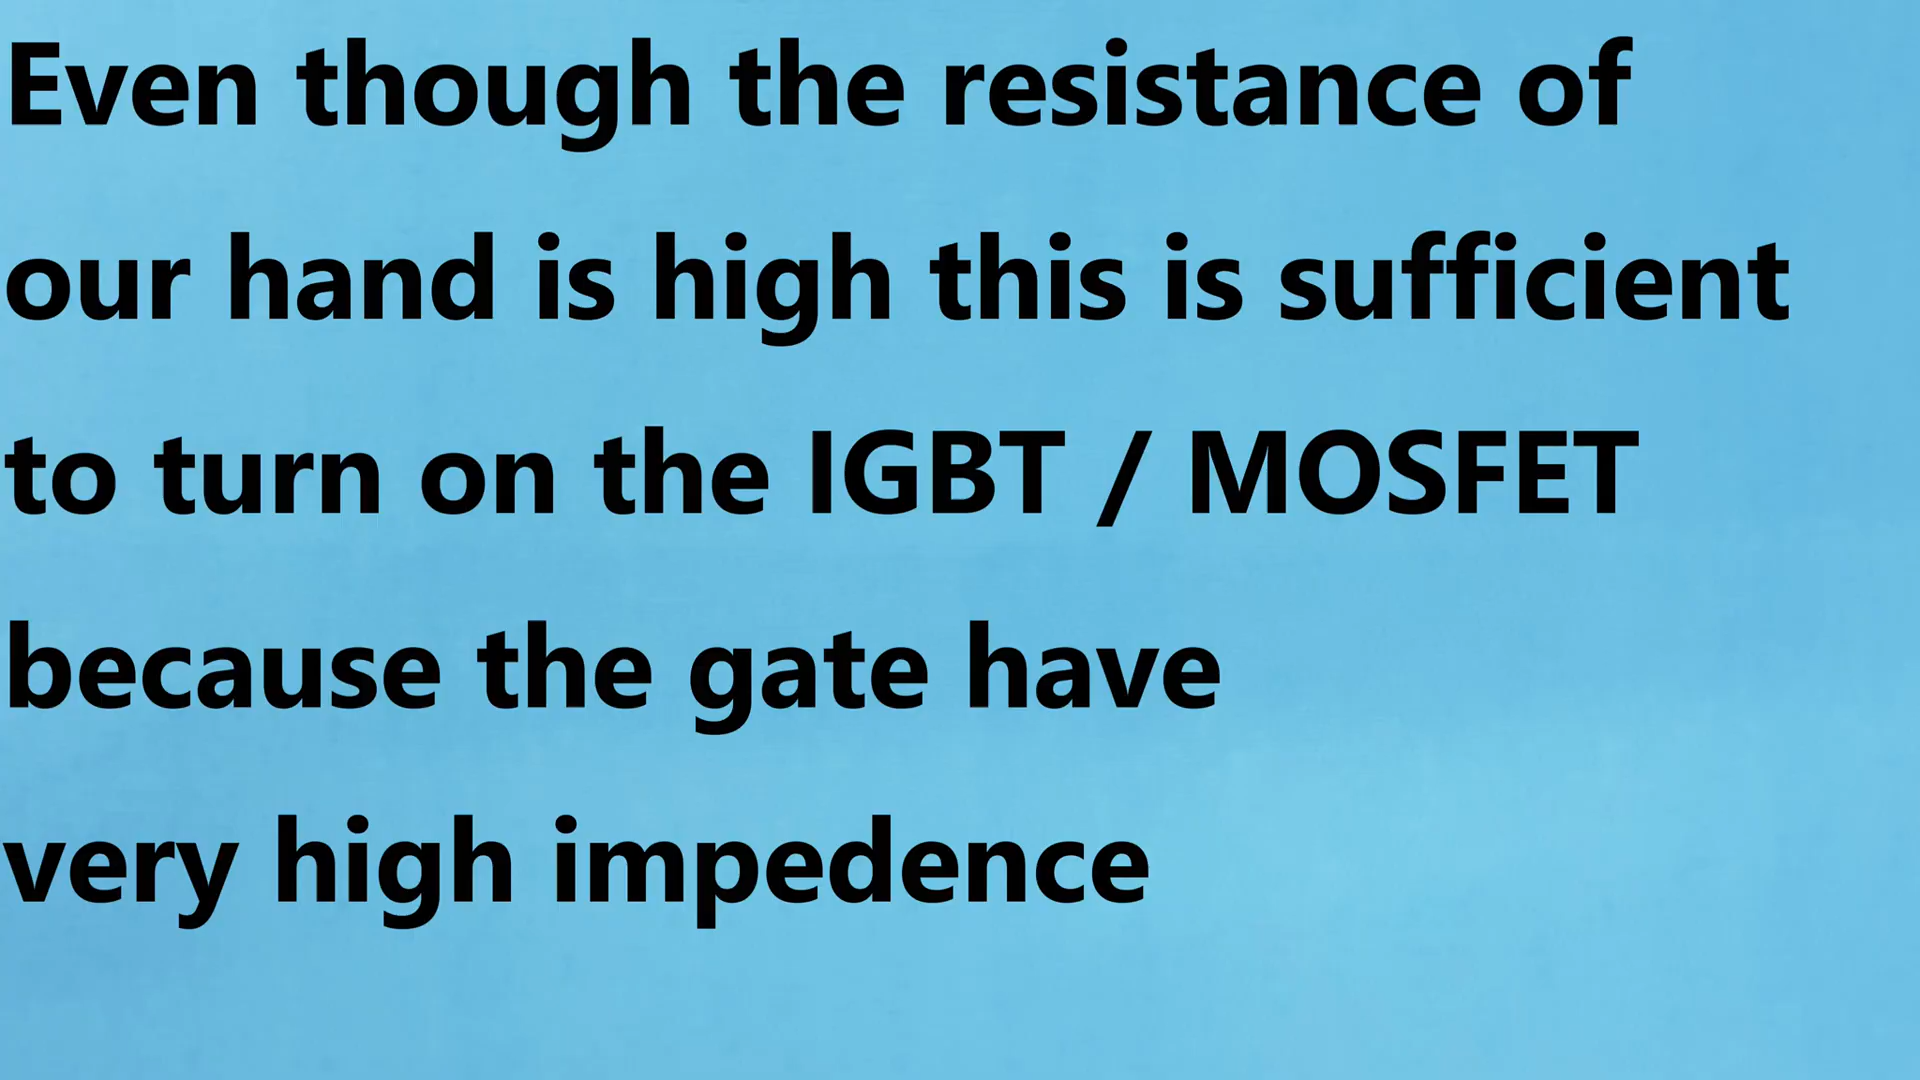 Even though the resistance of
our hand is high this is sufficient
to turn on the IGBT / MOSFET
because the gate have
very high impedence